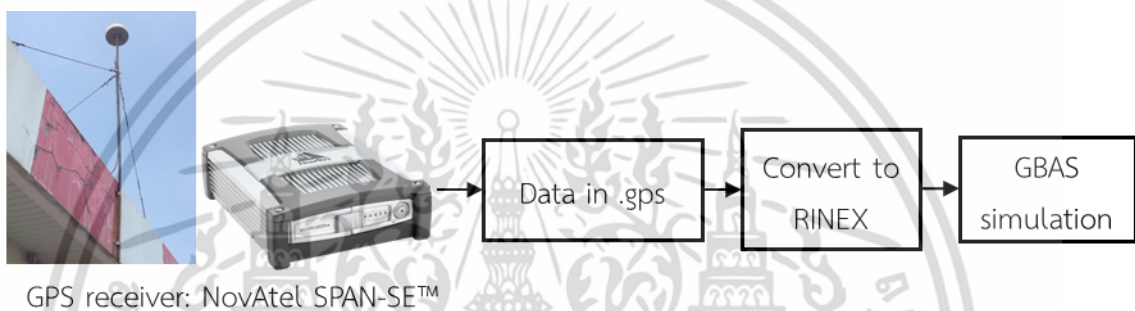 Data in .gps
Convert to
RINEX
GBAS
simulation
GPS receiver: NovAtel SPAN-SE™